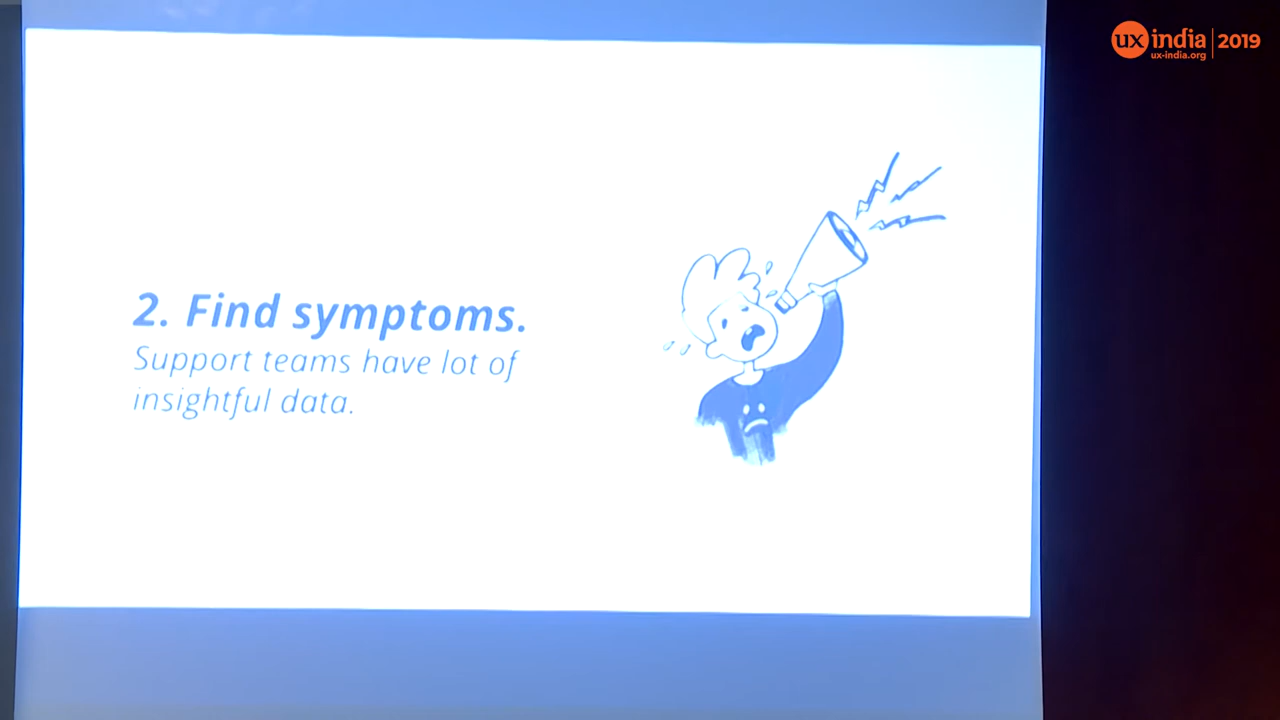 2. Find symptoms.
Support teams have lot of
insightful data.
ux india 2019
ux-india.org